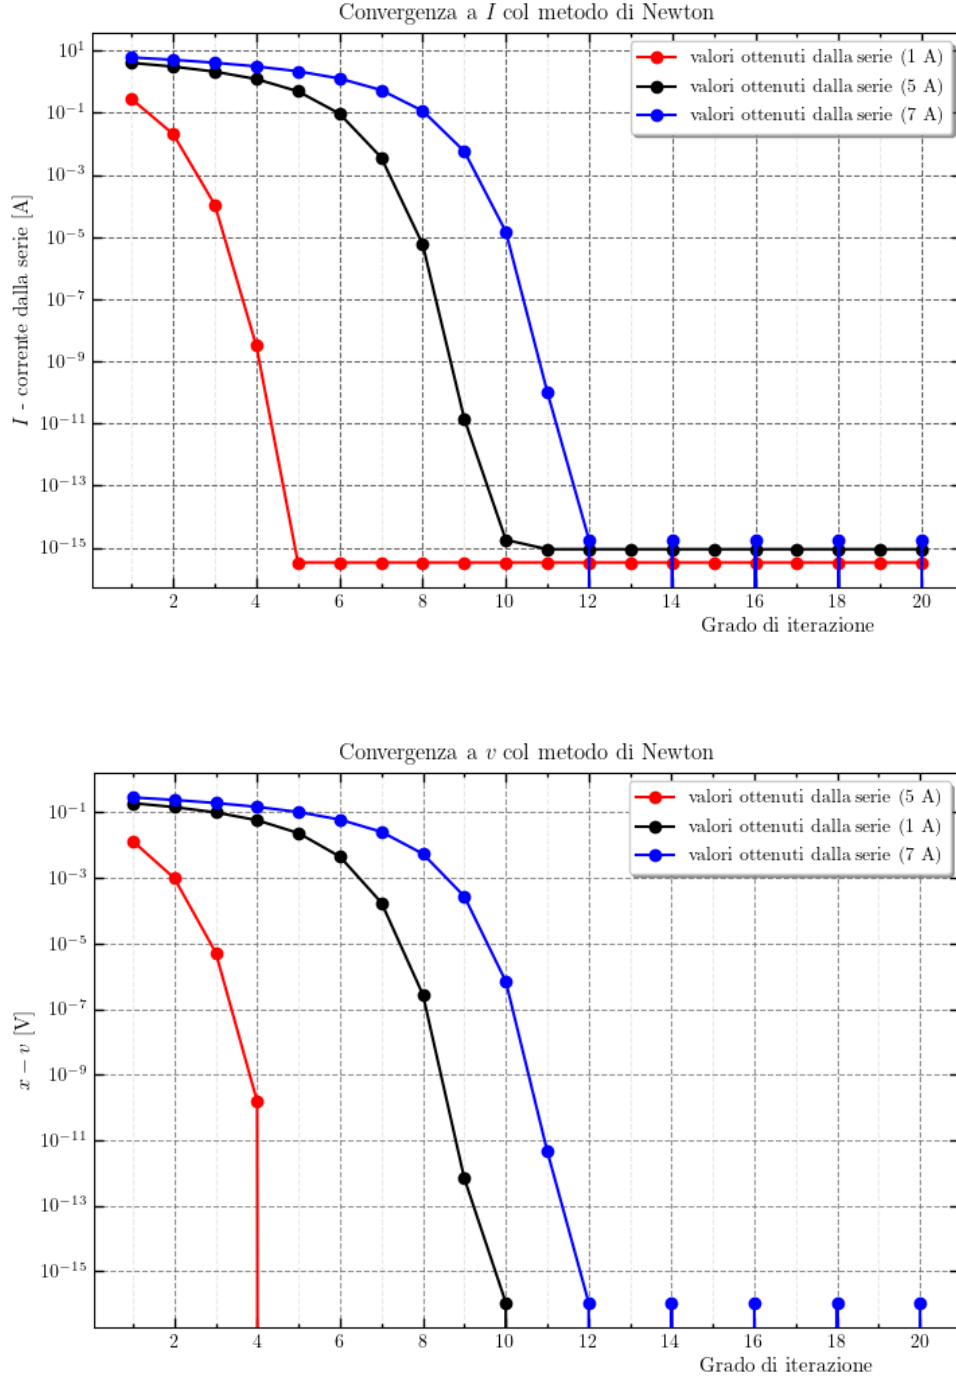 Convergenza a I col metodo di Newton
10¹
10⁻¹
10⁻³
10⁻⁵
10⁻⁷
10⁻⁹
10⁻¹¹
10⁻¹³
10⁻¹⁵
I - corrente dalla serie [A]
valori ottenuti dalla serie (1 A)
valori ottenuti dalla serie (5 A)
valori ottenuti dalla serie (7 A)
2 4 6 8 10 12 14 16 18 20
Grado di iterazione
Convergenza a v col metodo di Newton
10⁻¹
10⁻³
10⁻⁵
10⁻⁷
10⁻⁹
10⁻¹¹
10⁻¹³
10⁻¹⁵
x − v [V]
valori ottenuti dalla serie (5 A)
valori ottenuti dalla serie (1 A)
valori ottenuti dalla serie (7 A)
2 4 6 8 10 12 14 16 18 20
Grado di iterazione